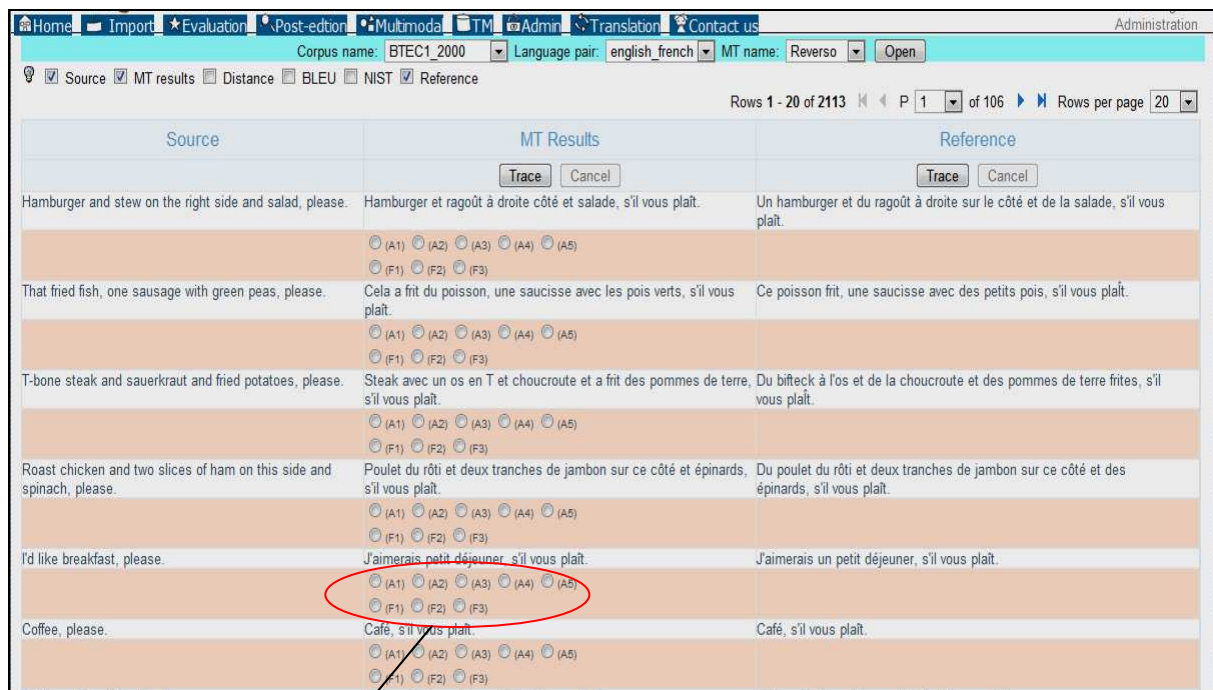 Home Import Evaluation Post-edtion Multimodal TM Admin Translation Contact us Administration
Corpus name: BTEC1_2000 Language pair: english_french MT name: Reverso Open
Source MT results Distance BLEU NIST Reference
Rows 1 - 20 of 2113 P 1 of 106 Rows per page 20
Source MT Results Reference
Trace Cancel Trace Cancel
Hamburger and stew on the right side and salad, please. Hamburger et ragoût à droite côté et salade, s'il vous plaît. Un hamburger et du ragoût à droite sur le côté et de la salade, s'il vous
plaît.
(A1) (A2) (A3) (A4) (A5)
(F1) (F2) (F3)
That fried fish, one sausage with green peas, please. Cela a frit du poisson, une saucisse avec les pois verts, s'il vous Ce poisson frit, une saucisse avec des petits pois, s'il vous plaît.
plaît.
(A1) (A2) (A3) (A4) (A5)
(F1) (F2) (F3)
T-bone steak and sauerkraut and fried potatoes, please. Steak avec un os en T et choucroute et a frit des pommes de terre, Du bifteck à l'os et de la choucroute et des pommes de terre frites, s'il
s'il vous plaît. vous plaît.
(A1) (A2) (A3) (A4) (A5)
(F1) (F2) (F3)
Roast chicken and two slices of ham on this side and Poulet du rôti et deux tranches de jambon sur ce côté et épinards, Du poulet du rôti et deux tranches de jambon sur ce côté et des
spinach, please. s'il vous plaît. épinards, s'il vous plaît.
(A1) (A2) (A3) (A4) (A5)
(F1) (F2) (F3)
I'd like breakfast, please. J'aimerais petit déjeuner, s'il vous plaît. J'aimerais un petit déjeuner, s'il vous plaît.
(A1) (A2) (A3) (A4) (A5)
(F1) (F2) (F3)
Coffee, please. Café, s'il vous plaît. Café, s'il vous plaît.
(A1) (A2) (A3) (A4) (A5)
(F1) (F2) (F3)